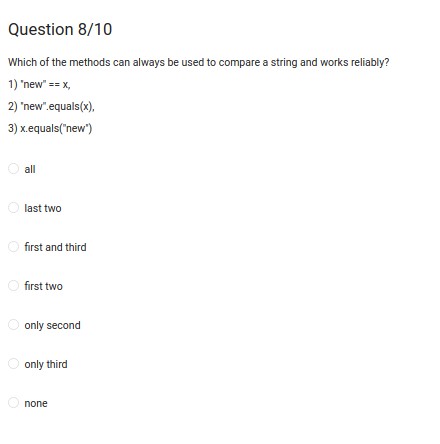 Question 8/10
Which of the methods can always be used to compare a string and works reliably?
1) "new" == x,
2) "new".equals(x),
3) x.equals("new")
all
last two
first and third
first two
only second
only third
none